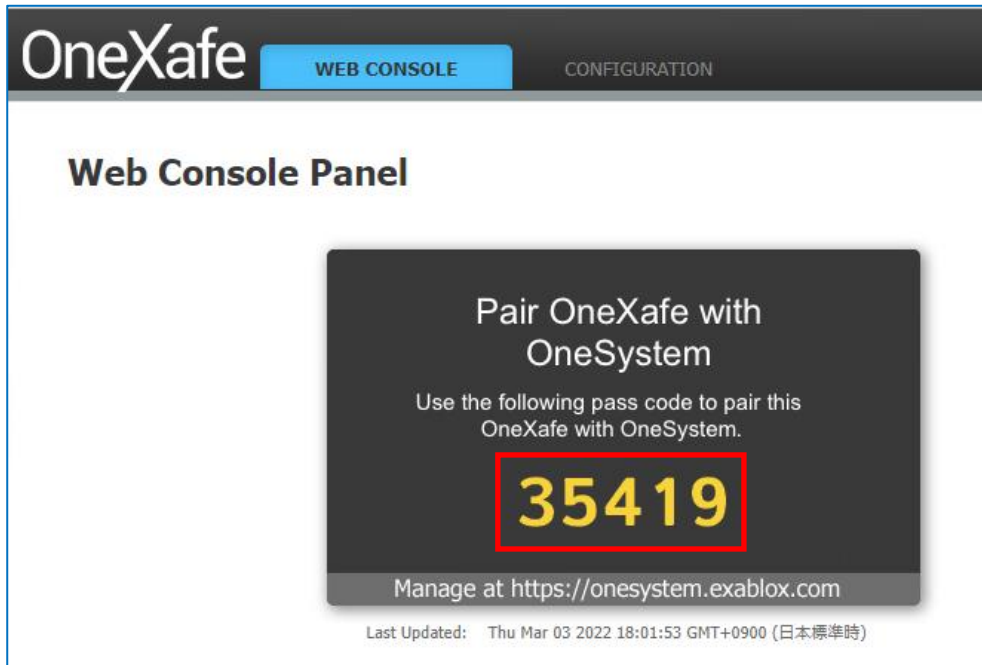 OneXafe WEB CONSOLE CONFIGURATION
Web Console Panel
Pair OneXafe with
OneSystem
Use the following pass code to pair this
OneXafe with OneSystem.
35419
Manage at https://onesystem.exablox.com
Last Updated: Thu Mar 03 2022 18:01:53 GMT+0900 (日本標準時)